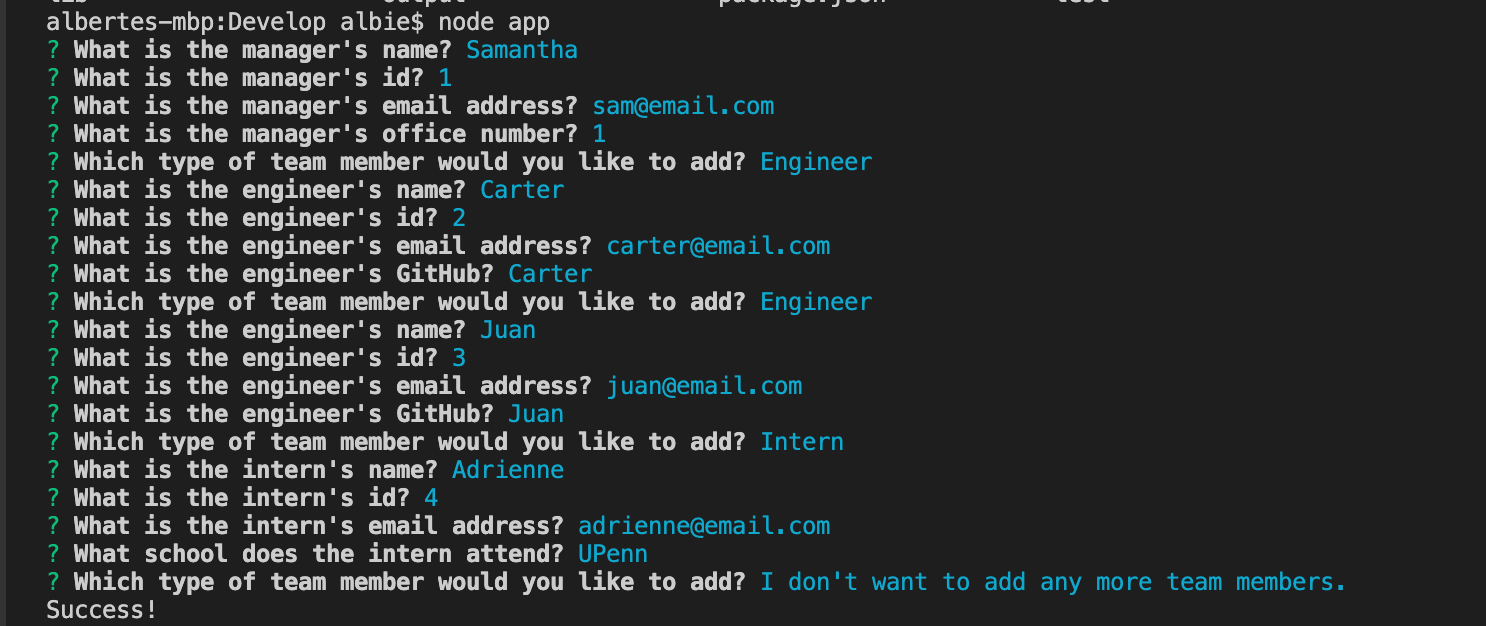 lib output package.json test
albertes-mbp:Develop albie$ node app
? What is the manager's name? Samantha
? What is the manager's id? 1
? What is the manager's email address? sam@email.com
? What is the manager's office number? 1
? Which type of team member would you like to add? Engineer
? What is the engineer's name? Carter
? What is the engineer's id? 2
? What is the engineer's email address? carter@email.com
? What is the engineer's GitHub? Carter
? Which type of team member would you like to add? Engineer
? What is the engineer's name? Juan
? What is the engineer's id? 3
? What is the engineer's email address? juan@email.com
? What is the engineer's GitHub? Juan
? Which type of team member would you like to add? Intern
? What is the intern's name? Adrienne
? What is the intern's id? 4
? What is the intern's email address? adrienne@email.com
? What school does the intern attend? UPenn
? Which type of team member would you like to add? I don't want to add any more team members.
Success!